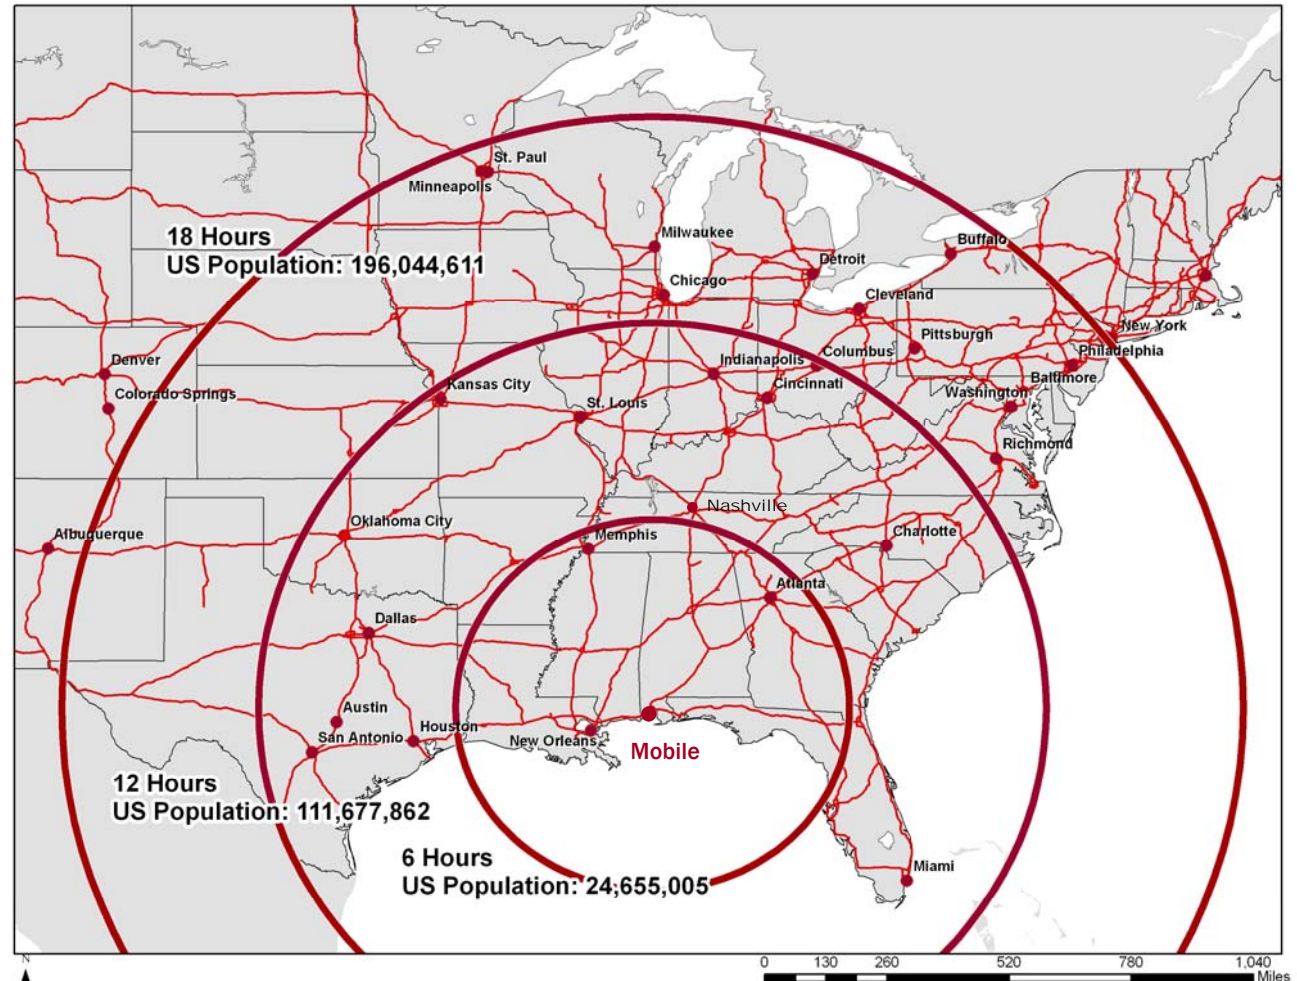 St. Paul
Minneapolis
18 Hours
US Population: 196,044,611
Milwaukee
Buffalo
Detroit
Chicago
Cleveland
New York
Pittsburgh
Columbus
Philadelphia
Indianapolis
Denver
Baltimore
Cincinnati
Kansas City
Colorado Springs
Washington
St. Louis
Richmond
Nashville
Oklahoma City
Albuquerque
Memphis
Charlotte
Atlanta
Dallas
Austin
Houston
San Antonio
New Orleans
Mobile
12 Hours
US Population: 111,677,862
6 Hours
US Population: 24,655,005
Miami
N
0 130 260 520 780 1,040
Miles